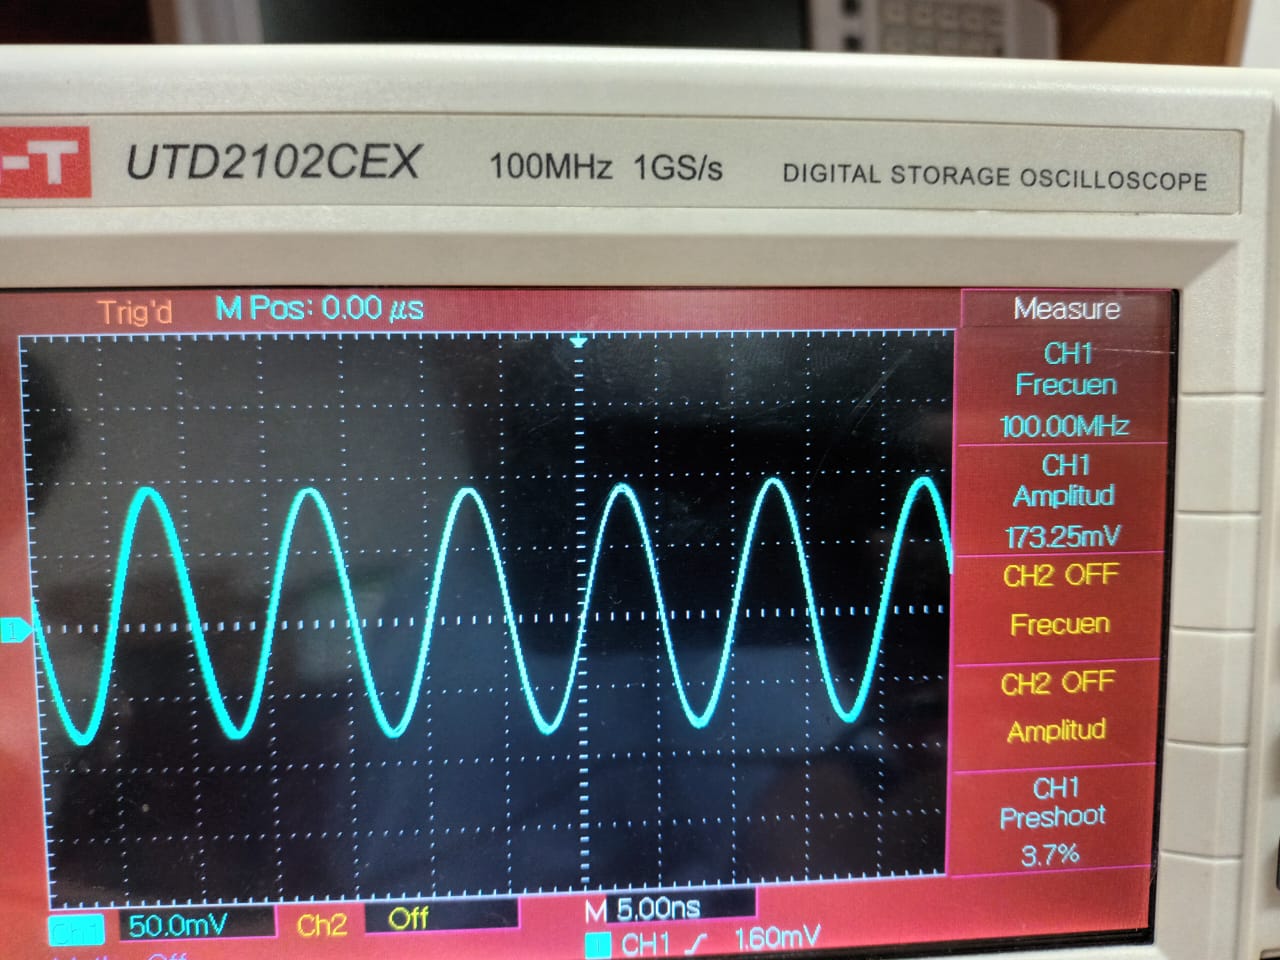 -T UTD2102CEX 100MHz 1GS/s DIGITAL STORAGE OSCILLOSCOPE
Trig'd M Pos: 0.00 µs
Measure
CH1
Frecuen
100.00MHz
CH1
Amplitud
173.25mV
CH2 OFF
Frecuen
CH2 OFF
Amplitud
CH1
Preshoot
3.7%
1
Ch1 50.0mV Ch2 Off M 5.00ns
CH1 1.60mV